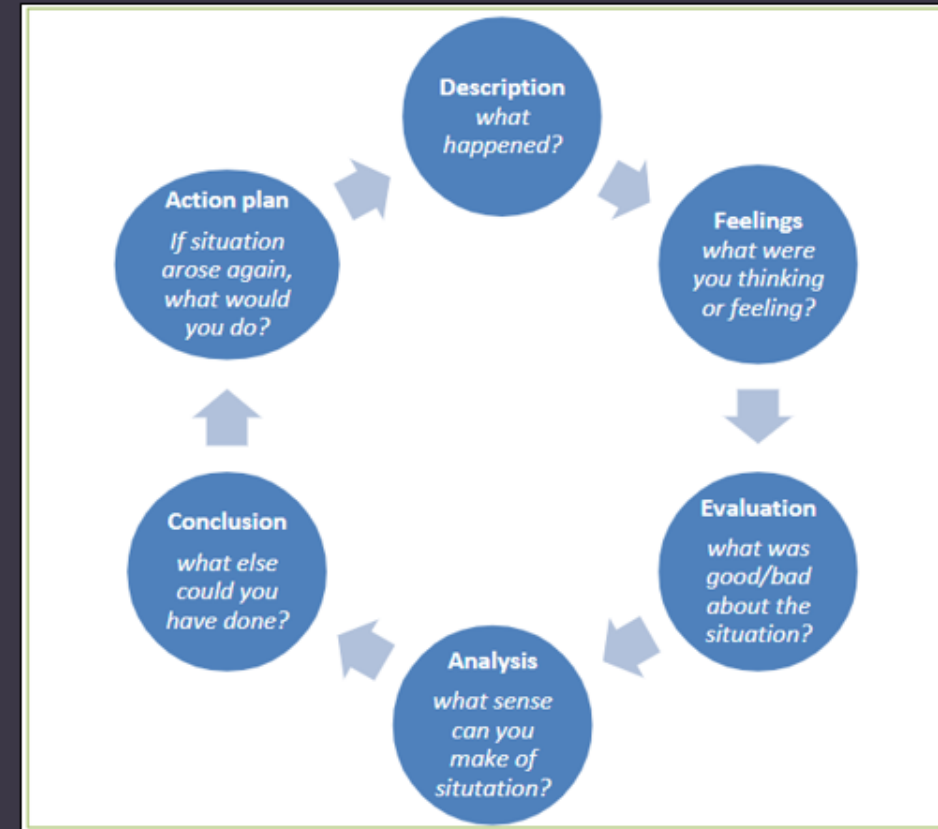 Description
what
happened?
Feelings
what were
you thinking
or feeling?
Evaluation
what was
good/bad
about the
situation?
Analysis
what sense
can you
make of
situtation?
Conclusion
what else
could you
have done?
Action plan
If situation
arose again,
what would
you do?